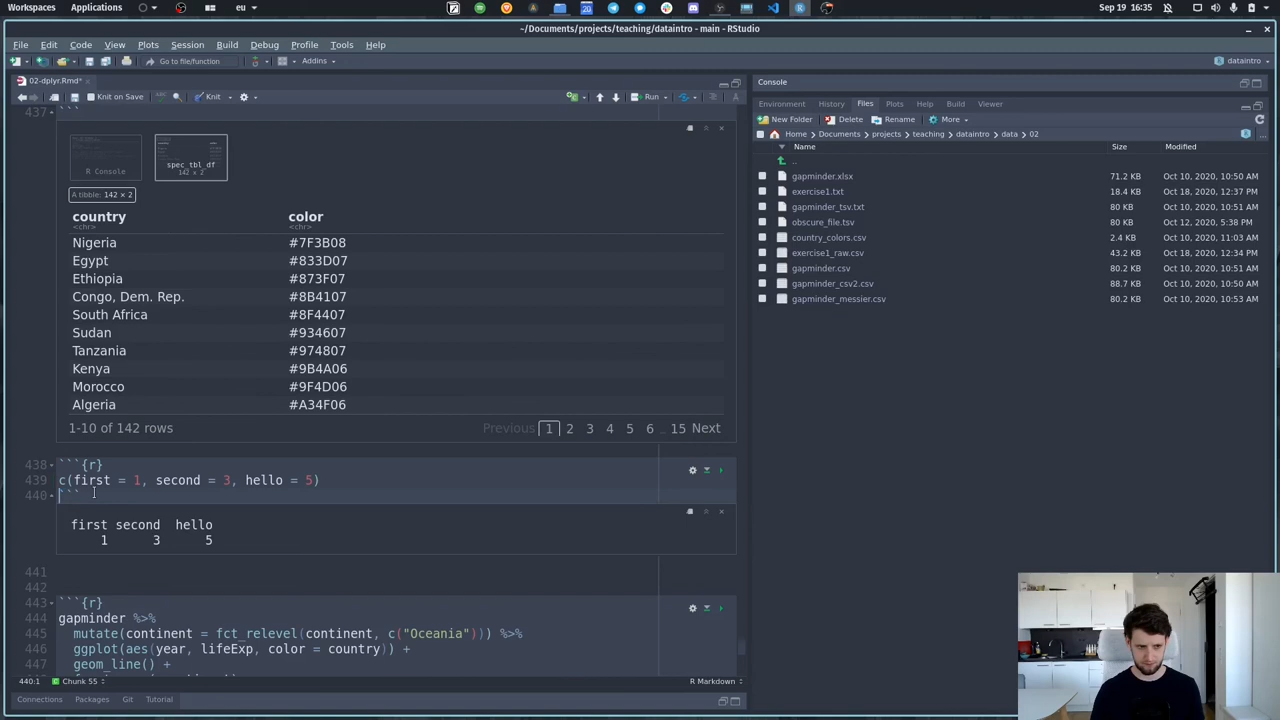 Workspaces
Applications
eu
20
Sep 19 16:35
~/Documents/projects/teaching/dataintro - main - RStudio
File Edit Code View Plots Session Build Debug Profile Tools Help
Go to file/function
Addins
dataintro
02-dplyr.Rmd*
Knit on Save
Knit
Run
437 ```
R Console
spec_tbl_df
142 x 2
A tibble: 142 × 2
country color
<chr> <chr>
Nigeria #7F3B08
Egypt #833D07
Ethiopia #873F07
Congo, Dem. Rep. #8B4107
South Africa #8F4407
Sudan #934607
Tanzania #974807
Kenya #9B4A06
Morocco #9F4D06
Algeria #A34F06
1-10 of 142 rows
Previous 1 2 3 4 5 6 … 15 Next
438 ```{r}
439 c(first = 1, second = 3, hello = 5)
440 ```
first second hello
1 3 5
441
442
443 ```{r}
444 gapminder %>%
445 mutate(continent = fct_relevel(continent, c("Oceania"))) %>%
446 ggplot(aes(year, lifeExp, color = country)) +
447 geom_line() +
440:1 Chunk 55
R Markdown
Connections Packages Git Tutorial
Console
Environment History Files Plots Help Build Viewer
New Folder Delete Rename More
Home Documents projects teaching dataintro data 02
...
Name Size Modified
..
gapminder.xlsx 71.2 KB Oct 10, 2020, 10:50 AM
exercise1.txt 18.4 KB Oct 18, 2020, 12:37 PM
gapminder_tsv.txt 80 KB Oct 10, 2020, 10:51 AM
obscure_file.tsv 80 KB Oct 12, 2020, 5:38 PM
country_colors.csv 2.4 KB Oct 10, 2020, 11:03 AM
exercise1_raw.csv 43.2 KB Oct 18, 2020, 12:34 PM
gapminder.csv 80.2 KB Oct 10, 2020, 10:51 AM
gapminder_csv2.csv 88.7 KB Oct 10, 2020, 10:50 AM
gapminder_messier.csv 80.2 KB Oct 10, 2020, 10:53 AM